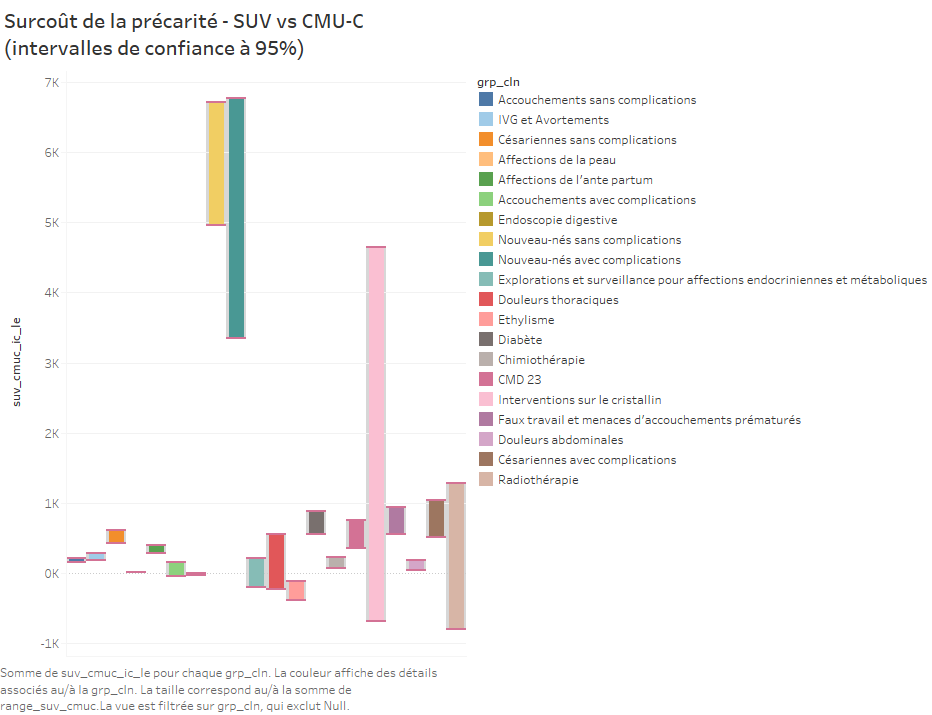 Surcoût de la précarité - SUV vs CMU-C
(intervalles de confiance à 95%)
7K
6K
5K
4K
3K
2K
1K
0K
-1K
suv_cmuc_ic_le
grp_cln
Accouchements sans complications
IVG et Avortements
Césariennes sans complications
Affections de la peau
Affections de l'ante partum
Accouchements avec complications
Endoscopie digestive
Nouveau-nés sans complications
Nouveau-nés avec complications
Explorations et surveillance pour affections endocriniennes et métaboliques
Douleurs thoraciques
Ethylisme
Diabète
Chimiothérapie
CMD 23
Interventions sur le cristallin
Faux travail et menaces d'accouchements prématurés
Douleurs abdominales
Césariennes avec complications
Radiothérapie
Somme de suv_cmuc_ic_le pour chaque grp_cln. La couleur affiche des détails
associés au/à la grp_cln. La taille correspond au/à la somme de
range_suv_cmuc.La vue est filtrée sur grp_cln, qui exclut Null.